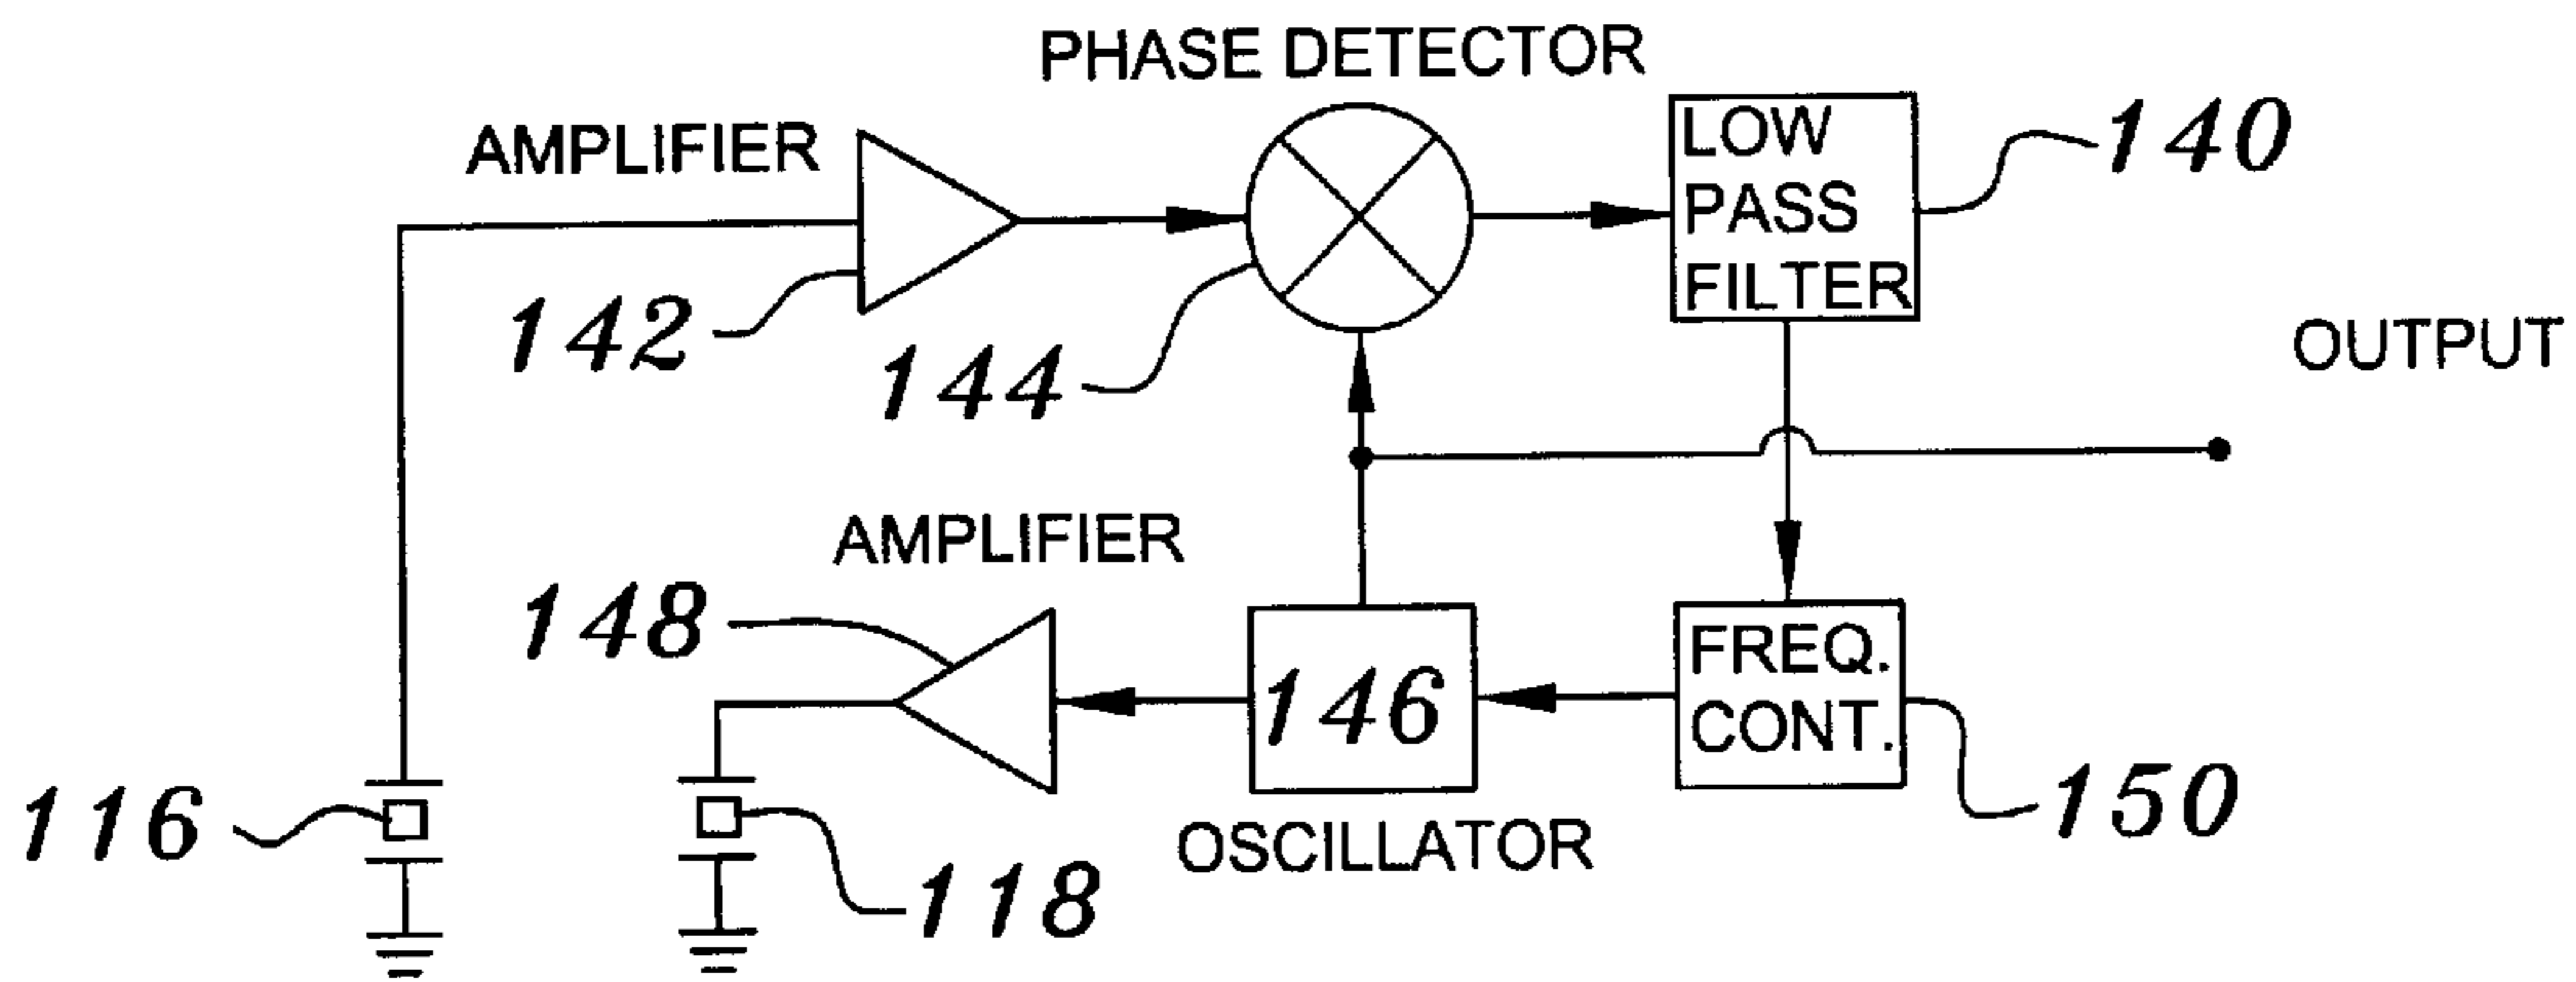 PHASE DETECTOR
AMPLIFIER
LOW
PASS
FILTER
140
142
144
OUTPUT
AMPLIFIER
148
146
FREQ.
CONT.
116
118
OSCILLATOR
150